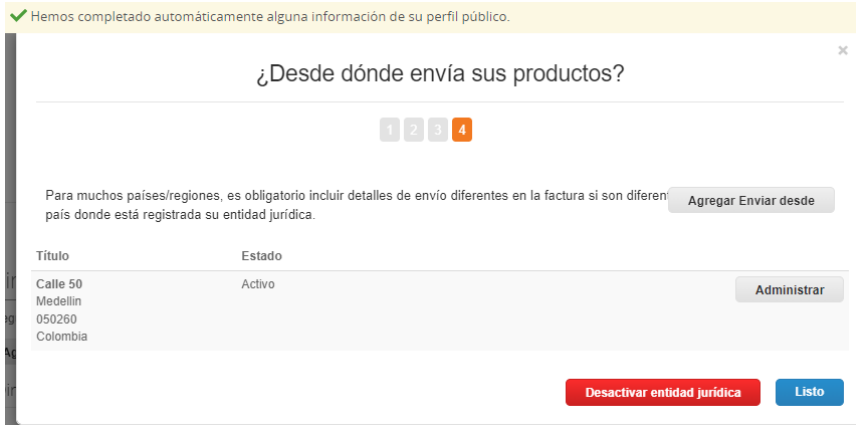 Hemos completado automáticamente alguna información de su perfil público.
×
¿Desde dónde envía sus productos?
1 2 3 4
Para muchos países/regiones, es obligatorio incluir detalles de envío diferentes en la factura si son
país donde está registrada su entidad jurídica.
Agregar Enviar desde
Título Estado
Calle 50 Activo
Medellin
050260
Colombia
Administrar
Desactivar entidad jurídica Listo